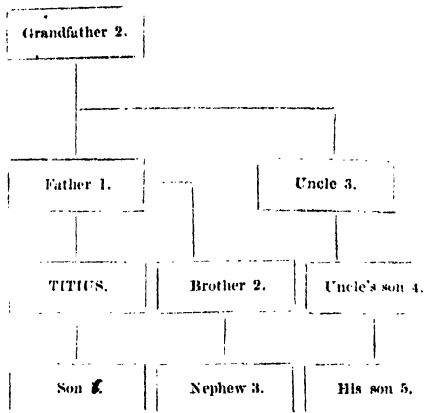 Grandfather 2.
Father 1.
Uncle 3.
TITIUS.
Brother 2.
Uncle's son 4.
Son
Nephew 3.
His son 5.